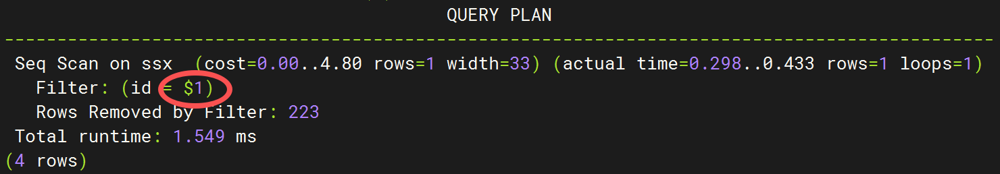 QUERY PLAN
------------------------------------------------------------------------------------------------
Seq Scan on ssx  (cost=0.00..4.80 rows=1 width=33) (actual time=0.298..0.433 rows=1 loops=1)
Filter: (id = $1)
Rows Removed by Filter: 223
Total runtime: 1.549 ms
(4 rows)